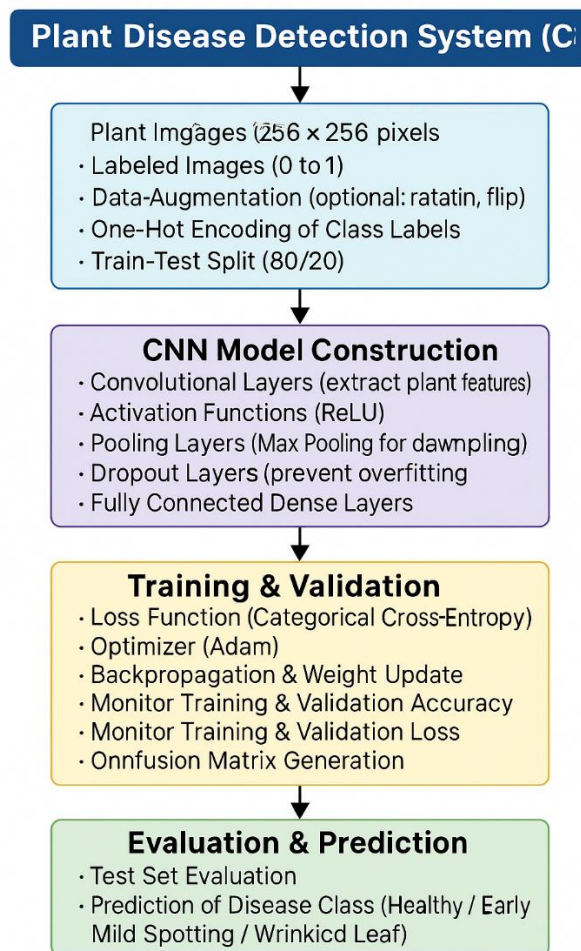 Plant Disease Detection System (C
Plant Imgages (256 × 256 pixels
· Labeled Images (0 to 1)
· Data-Augmentation (optional: ratatin, flip)
· One-Hot Encoding of Class Labels
· Train-Test Split (80/20)
CNN Model Construction
· Convolutional Layers (extract plant features)
· Activation Functions (ReLU)
· Pooling Layers (Max Pooling for dawnpling)
· Dropout Layers (prevent overfitting
· Fully Connected Dense Layers
Training & Validation
· Loss Function (Categorical Cross-Entropy)
· Optimizer (Adam)
· Backpropagation & Weight Update
· Monitor Training & Validation Accuracy
· Monitor Training & Validation Loss
· Onnfusion Matrix Generation
Evaluation & Prediction
· Test Set Evaluation
· Prediction of Disease Class (Healthy / Early
Mild Spotting / Wrinkicd Leaf)